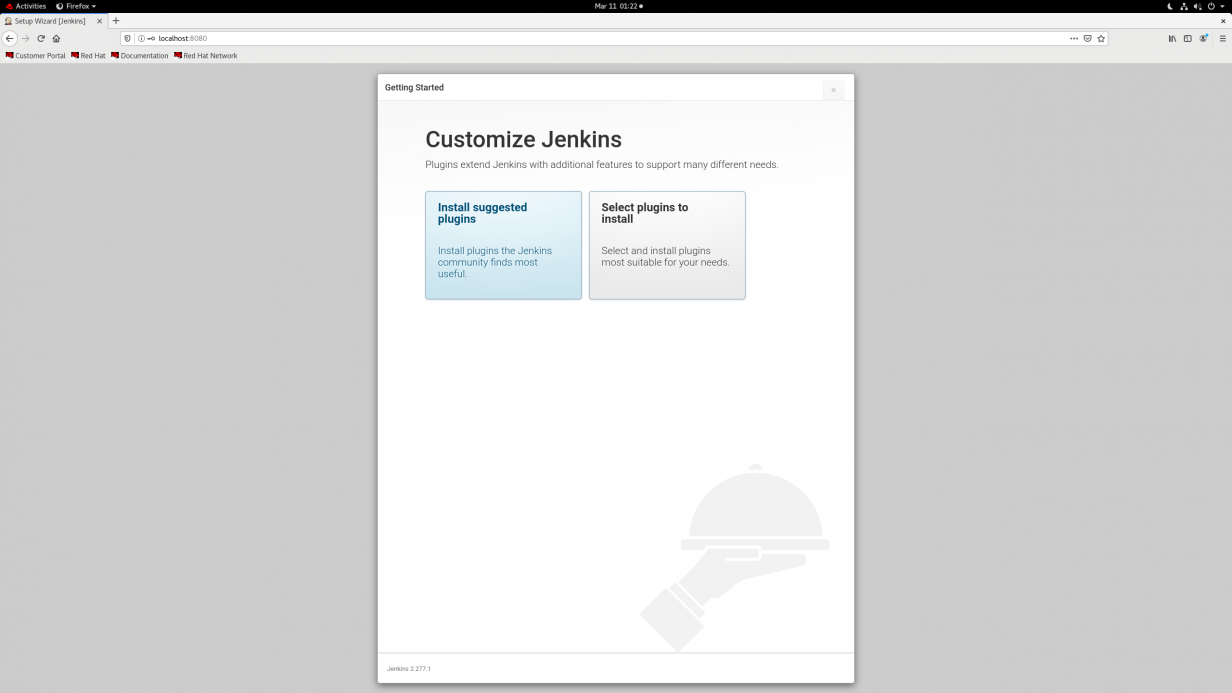 Activities Firefox Mar 11 01:22
Setup Wizard [Jenkins]
localhost:8080
Customer Portal Red Hat Documentation Red Hat Network
Getting Started
Customize Jenkins
Plugins extend Jenkins with additional features to support many different needs.
Install suggested
plugins
Install plugins the Jenkins
community finds most
useful.
Select plugins to
install
Select and install plugins
most suitable for your needs.
Jenkins 2.277.1